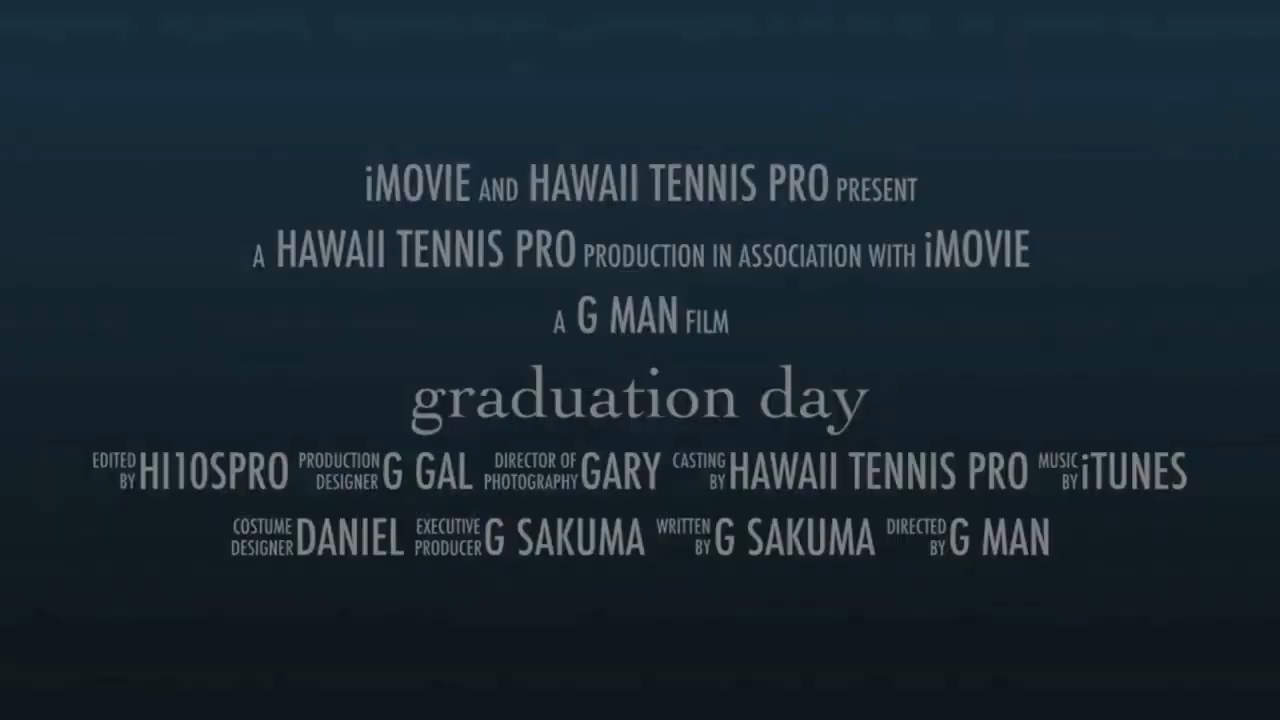 iMOVIE AND HAWAII TENNIS PRO PRESENT
A HAWAII TENNIS PRO PRODUCTION IN ASSOCIATION WITH iMOVIE
A G MAN FILM
graduation day
EDITED BY HI10SPRO PRODUCTION DESIGNER G GAL DIRECTOR OF PHOTOGRAPHY GARY CASTING BY HAWAII TENNIS PRO MUSIC BY iTUNES
COSTUME DESIGNER DANIEL EXECUTIVE PRODUCER G SAKUMA WRITTEN BY G SAKUMA DIRECTED BY G MAN